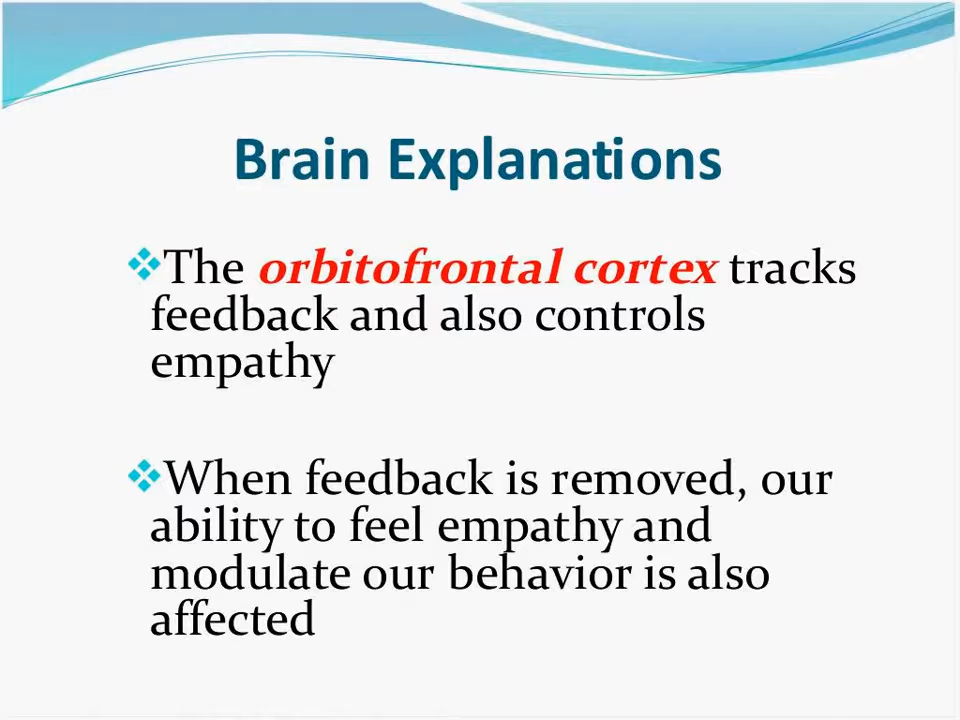 Brain Explanations
❖The orbitofrontal cortex tracks
feedback and also controls
empathy
❖When feedback is removed, our
ability to feel empathy and
modulate our behavior is also
affected